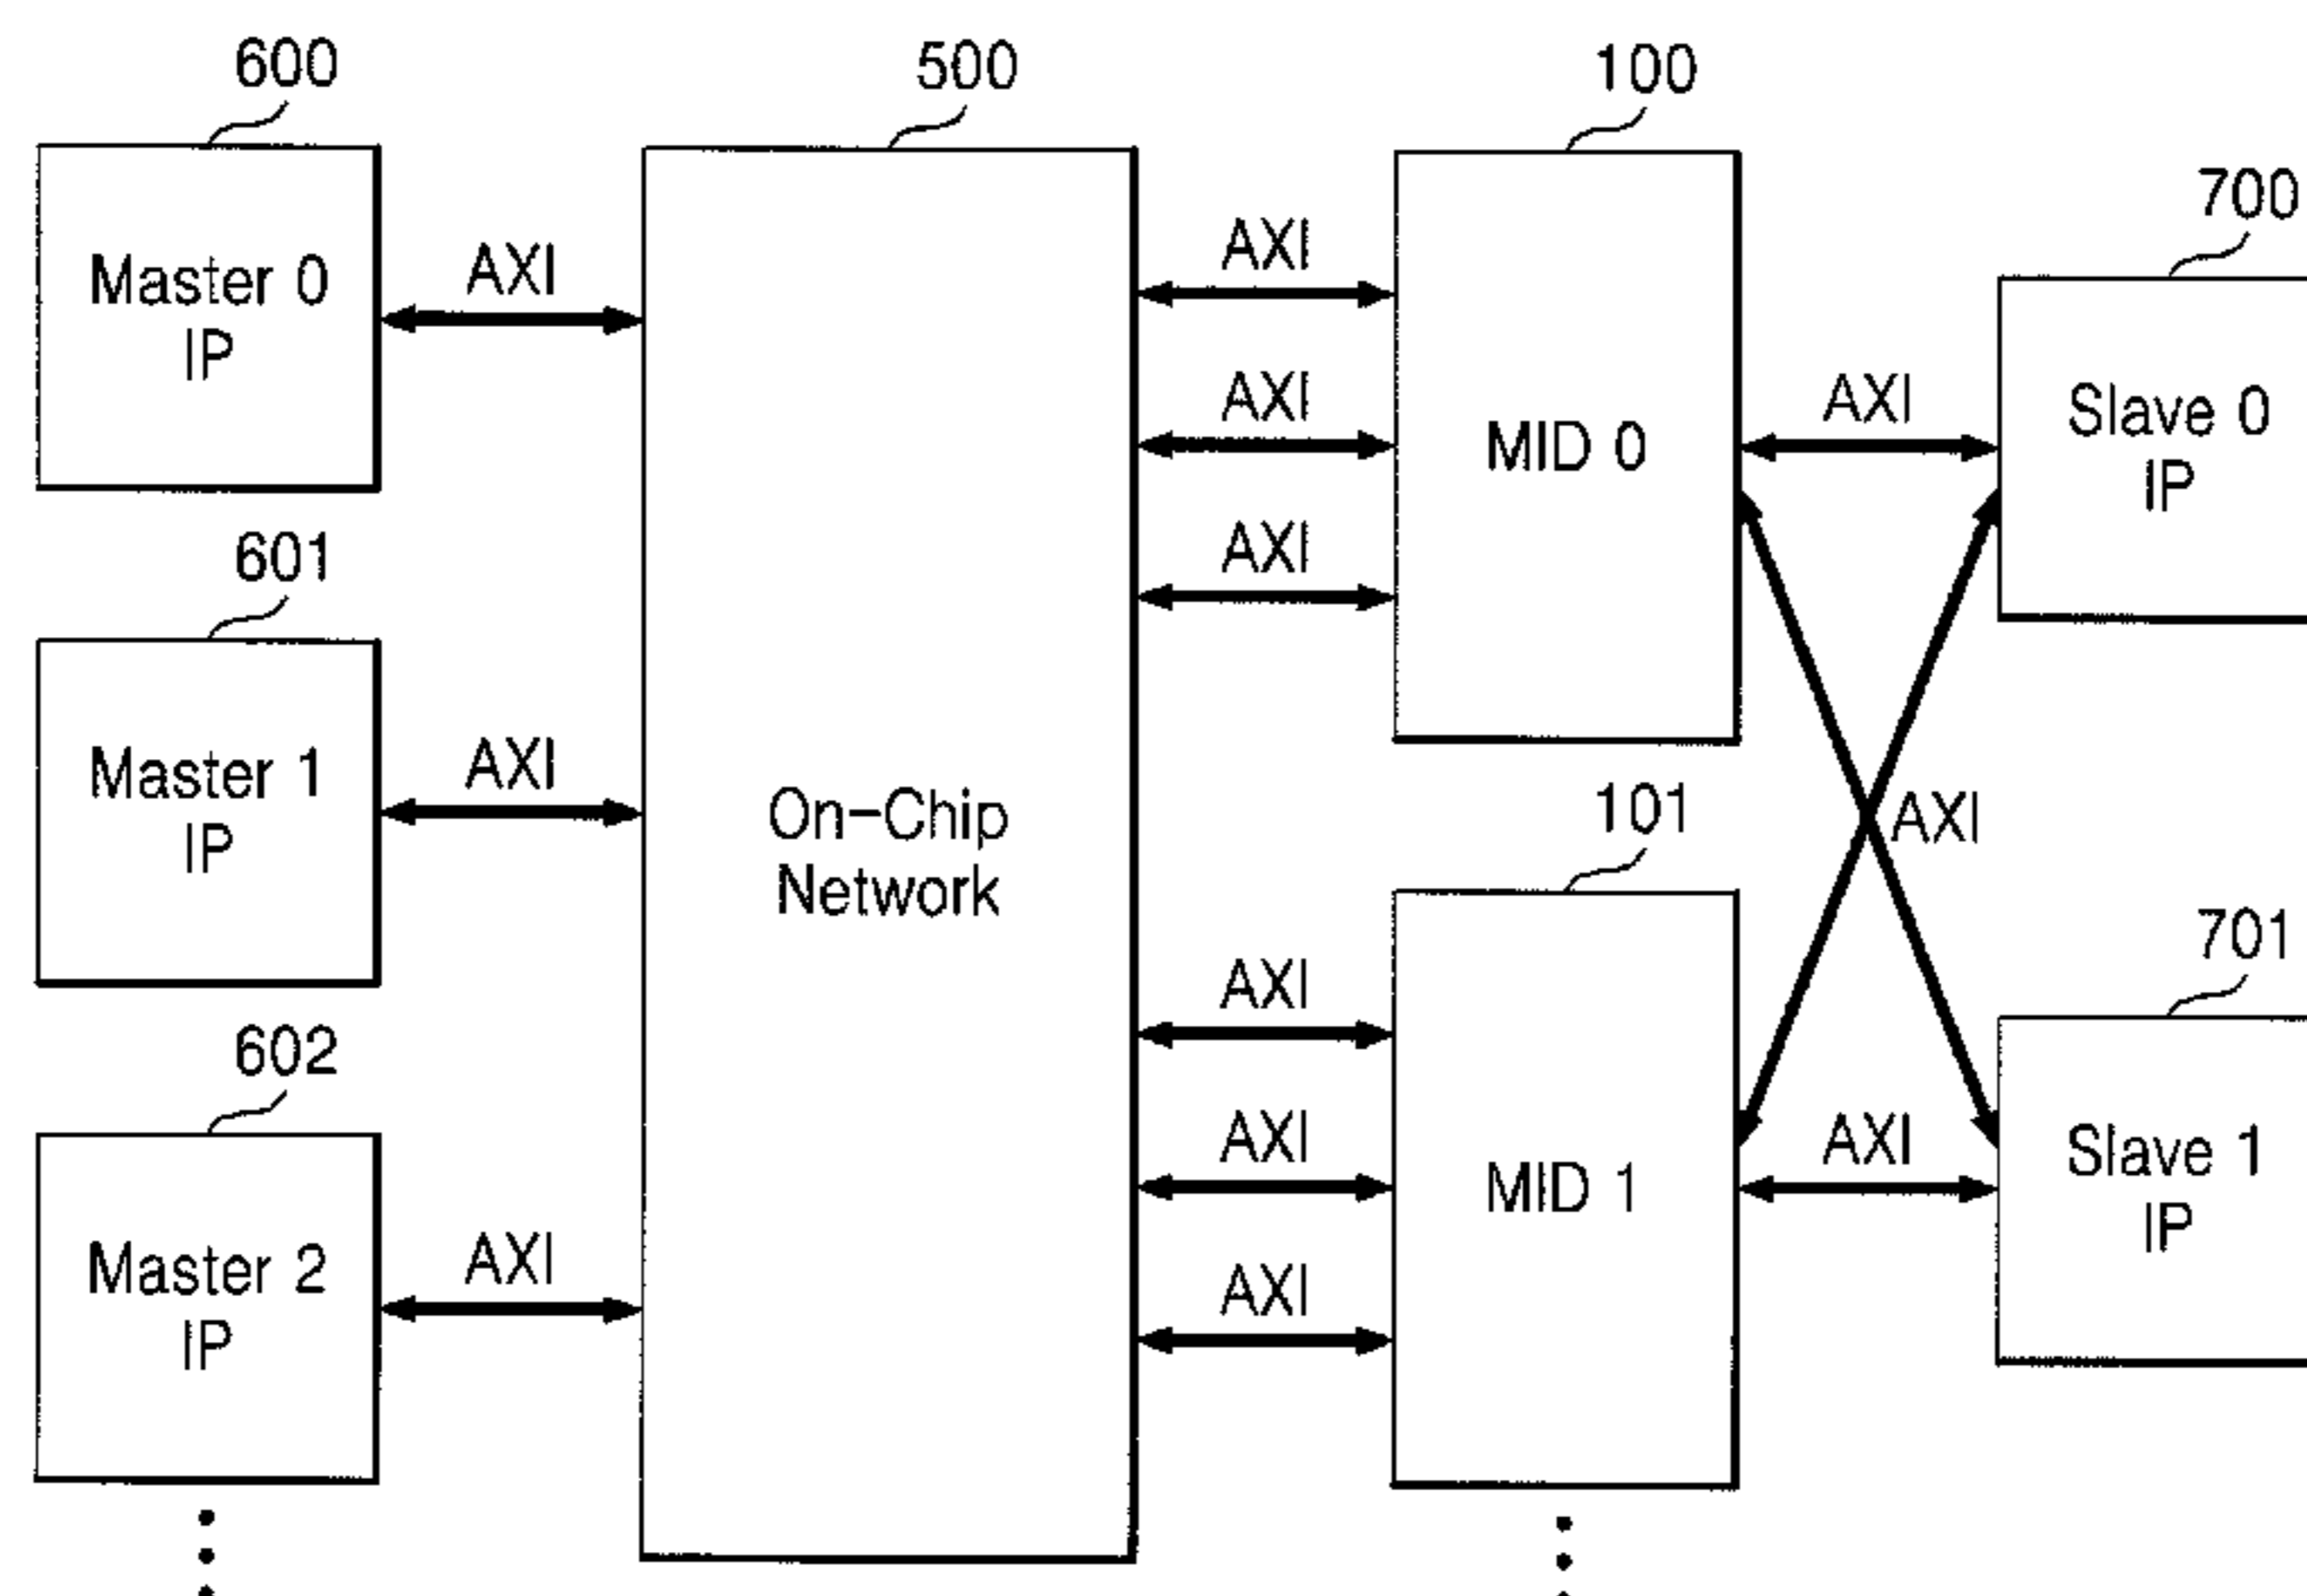 600
500
100
700
Master 0
IP
AXI
AXI
AXI
AXI
MID 0
AXI
Slave 0
IP
601
Master 1
IP
AXI
On-Chip
Network
101
AXI
701
602
Master 2
IP
AXI
AXI
AXI
AXI
MID 1
AXI
Slave 1
IP